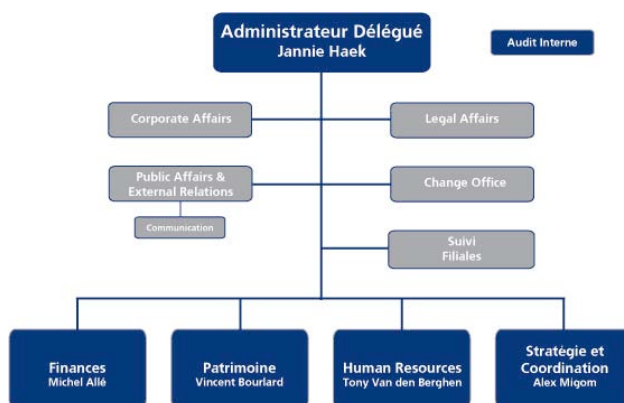 Administrateur Délégué
Jannie Haek
Audit Interne
Corporate Affairs
Legal Affairs
Public Affairs &
External Relations
Change Office
Communication
Suivi
Filiales
Finances
Michel Allé
Patrimoine
Vincent Bourlard
Human Resources
Tony Van den Berghen
Stratégie et
Coordination
Alex Migom